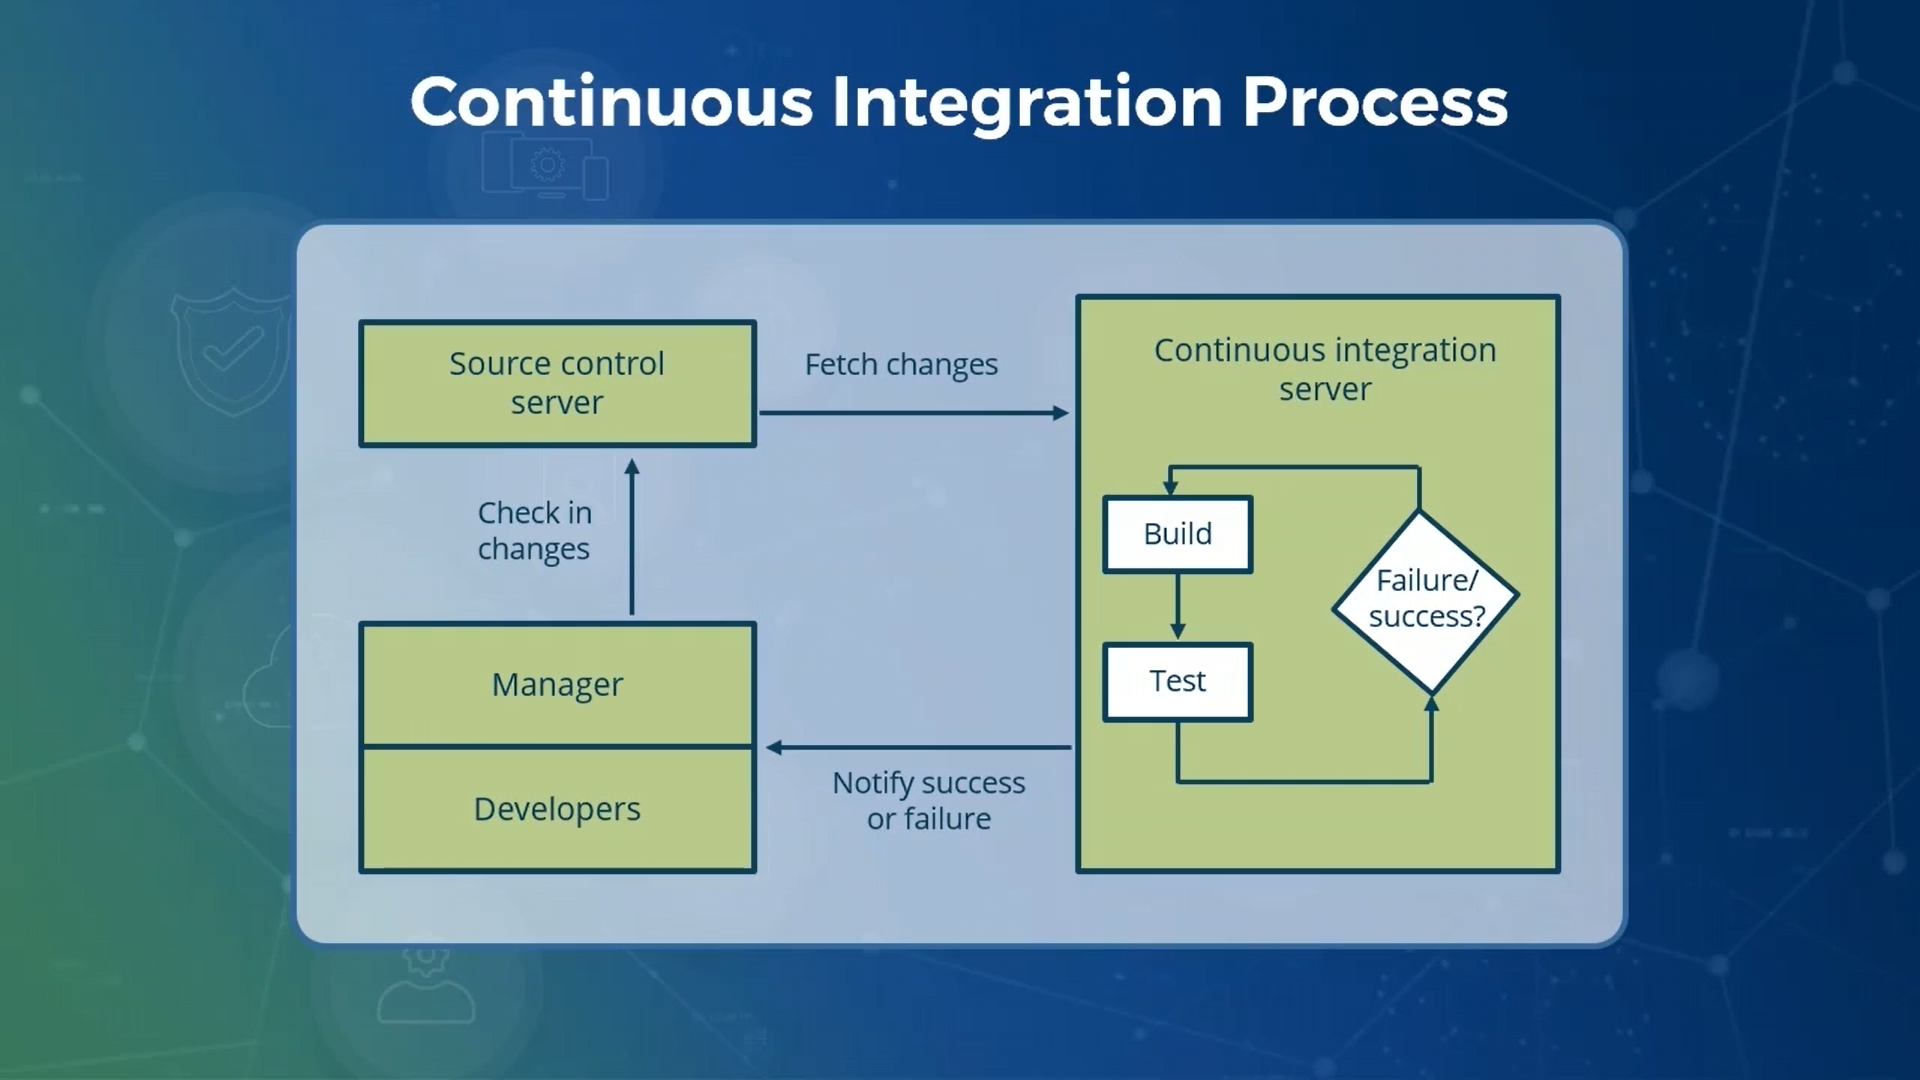 Continuous Integration Process
Source control
server
Fetch changes
Continuous integration
server
Check in
changes
Build
Failure/
success?
Test
Manager
Developers
Notify success
or failure